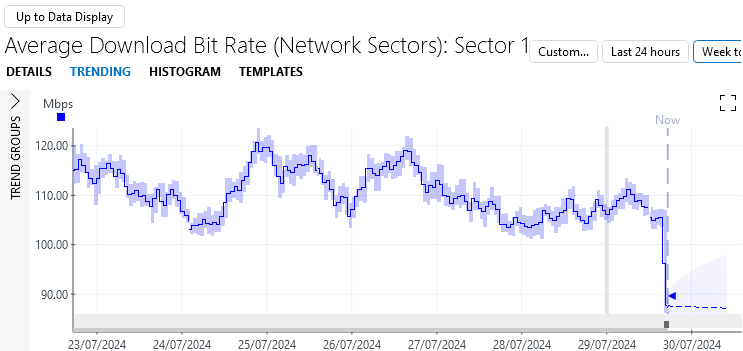 Up to Data Display
Average Download Bit Rate (Network Sectors): Sector 1
Custom... Last 24 hours Week to
DETAILS TRENDING HISTOGRAM TEMPLATES
TREND GROUPS
Mbps
Now
120.00
110.00
100.00
90.00
23/07/2024 24/07/2024 25/07/2024 26/07/2024 27/07/2024 28/07/2024 29/07/2024 30/07/2024